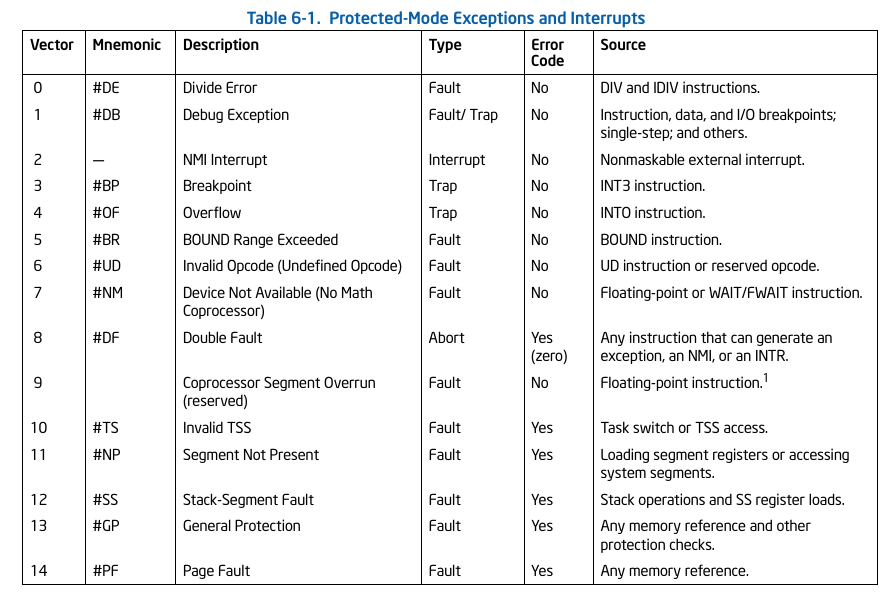 Table 6-1. Protected-Mode Exceptions and Interrupts
Vector Mnemonic Description Type Error Code Source
0 #DE Divide Error Fault No DIV and IDIV instructions.
1 #DB Debug Exception Fault/ Trap No Instruction, data, and I/O breakpoints;
single-step; and others.
2 — NMI Interrupt Interrupt No Nonmaskable external interrupt.
3 #BP Breakpoint Trap No INT3 instruction.
4 #OF Overflow Trap No INTO instruction.
5 #BR BOUND Range Exceeded Fault No BOUND instruction.
6 #UD Invalid Opcode (Undefined Opcode) Fault No UD instruction or reserved opcode.
7 #NM Device Not Available (No Math Fault No Floating-point or WAIT/FWAIT instruction.
Coprocessor)
8 #DF Double Fault Abort Yes Any instruction that can generate an
(zero) exception, an NMI, or an INTR.
9 Coprocessor Segment Overrun Fault No Floating-point instruction.1
(reserved)
10 #TS Invalid TSS Fault Yes Task switch or TSS access.
11 #NP Segment Not Present Fault Yes Loading segment registers or accessing
system segments.
12 #SS Stack-Segment Fault Fault Yes Stack operations and SS register loads.
13 #GP General Protection Fault Yes Any memory reference and other
protection checks.
14 #PF Page Fault Fault Yes Any memory reference.